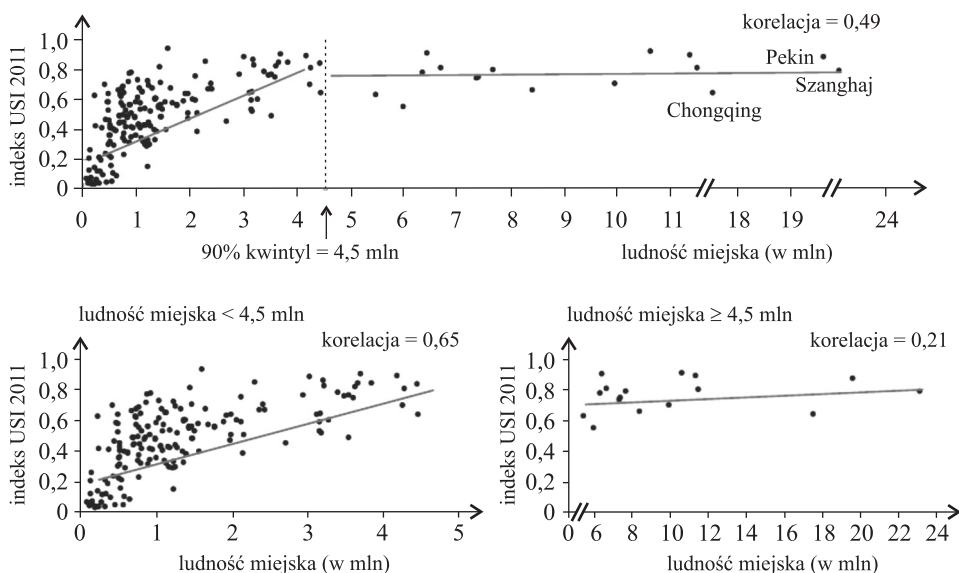 korelacja = 0,49
indeks USI 2011
1,0
0,8
0,6
0,4
0,2
0
Pekin
Szanghaj
Chongqing
0 1 2 3 4 5 6 7 8 9 10 11 18 19 24
90% kwintyl = 4,5 mln
ludność miejska (w mln)
ludność miejska < 4,5 mln
korelacja = 0,65
indeks USI 2011
1,0
0,8
0,6
0,4
0,2
0
0 1 2 3 4 5
ludność miejska (w mln)
ludność miejska ≥ 4,5 mln
korelacja = 0,21
indeks USI 2011
1,0
0,8
0,6
0,4
0,2
0
0 6 8 10 12 14 16 18 20 22 24
ludność miejska (w mln)